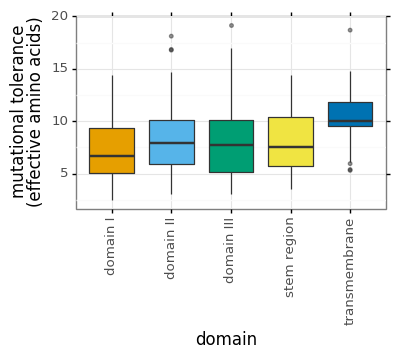 mutational tolerance
(effective amino acids)
20
15
10
5
domain I
domain II
domain III
stem region
transmembrane
domain